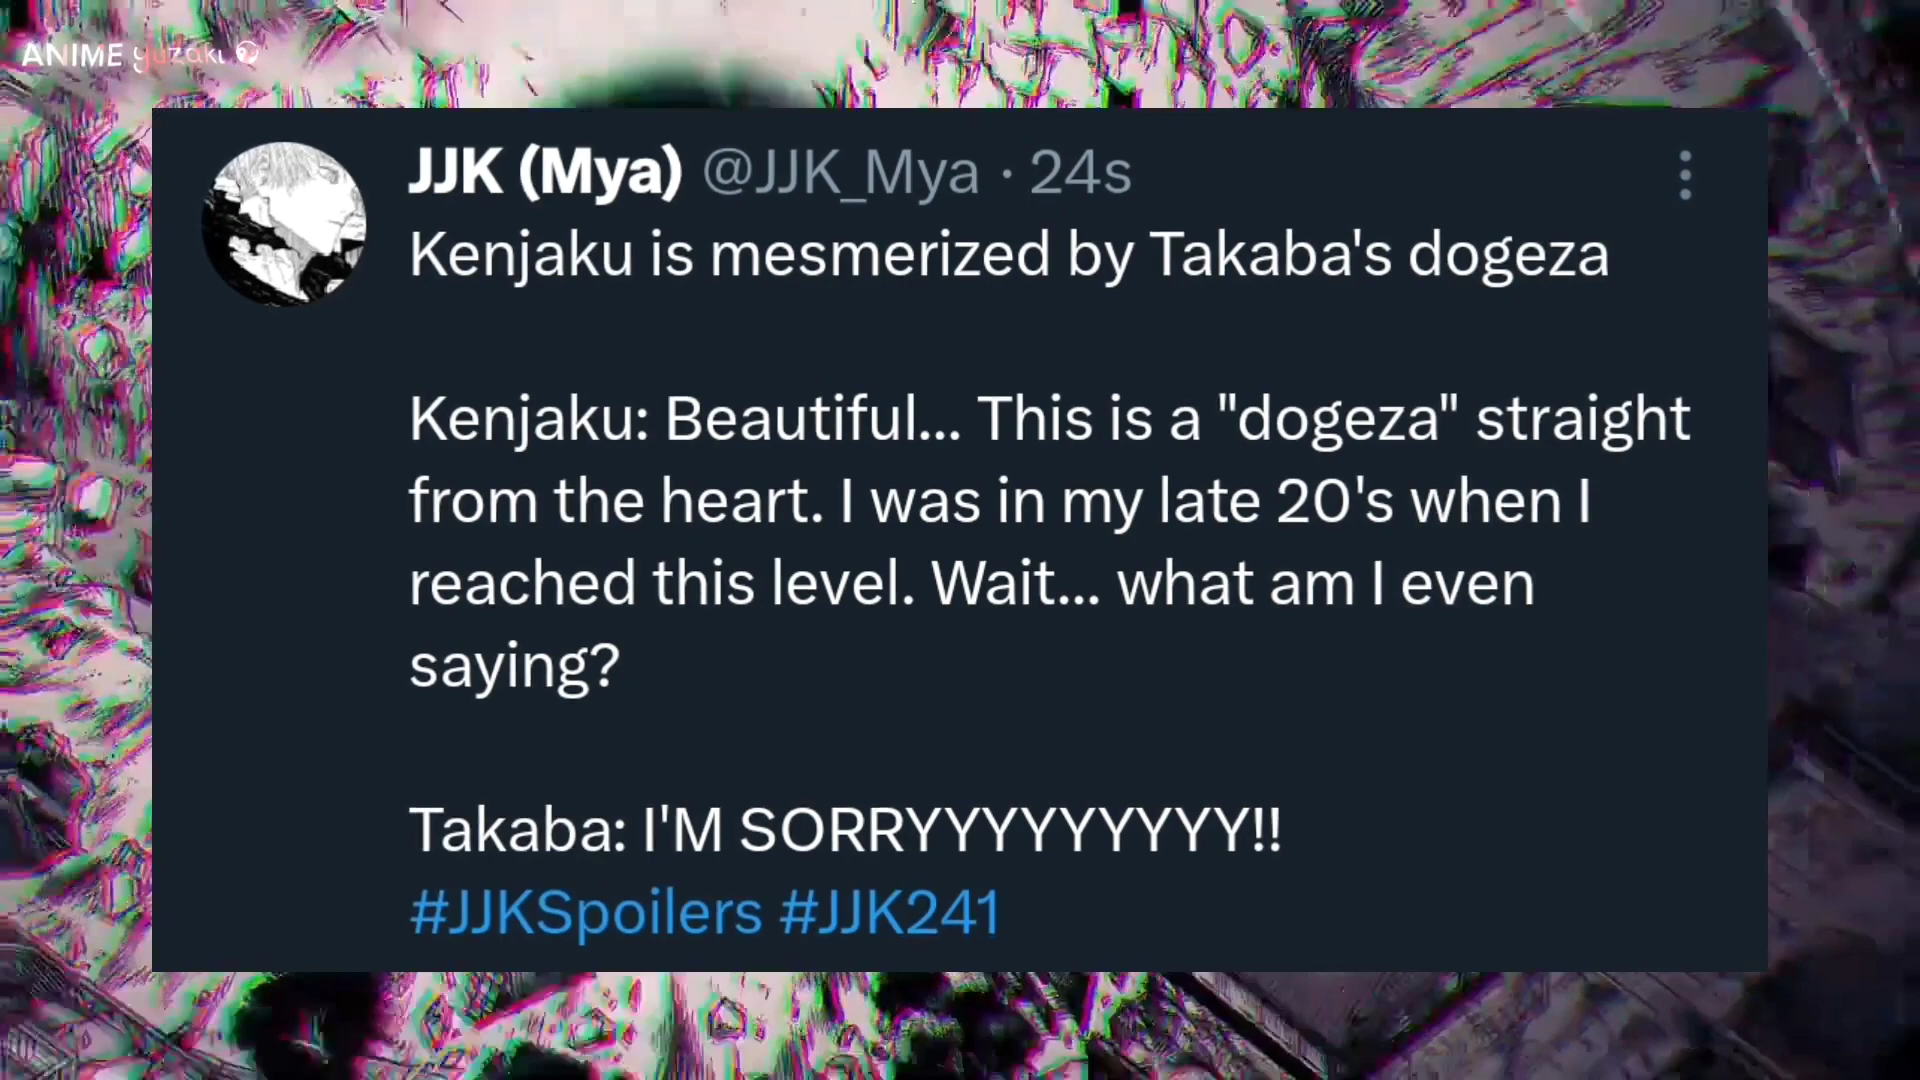 ANIME yuzaki
JJK (Mya) @JJK_Mya · 24s
Kenjaku is mesmerized by Takaba's dogeza
Kenjaku: Beautiful... This is a "dogeza" straight
from the heart. I was in my late 20's when I
reached this level. Wait... what am I even
saying?
Takaba: I'M SORRYYYYYYYYY!!
#JJKSpoilers #JJK241